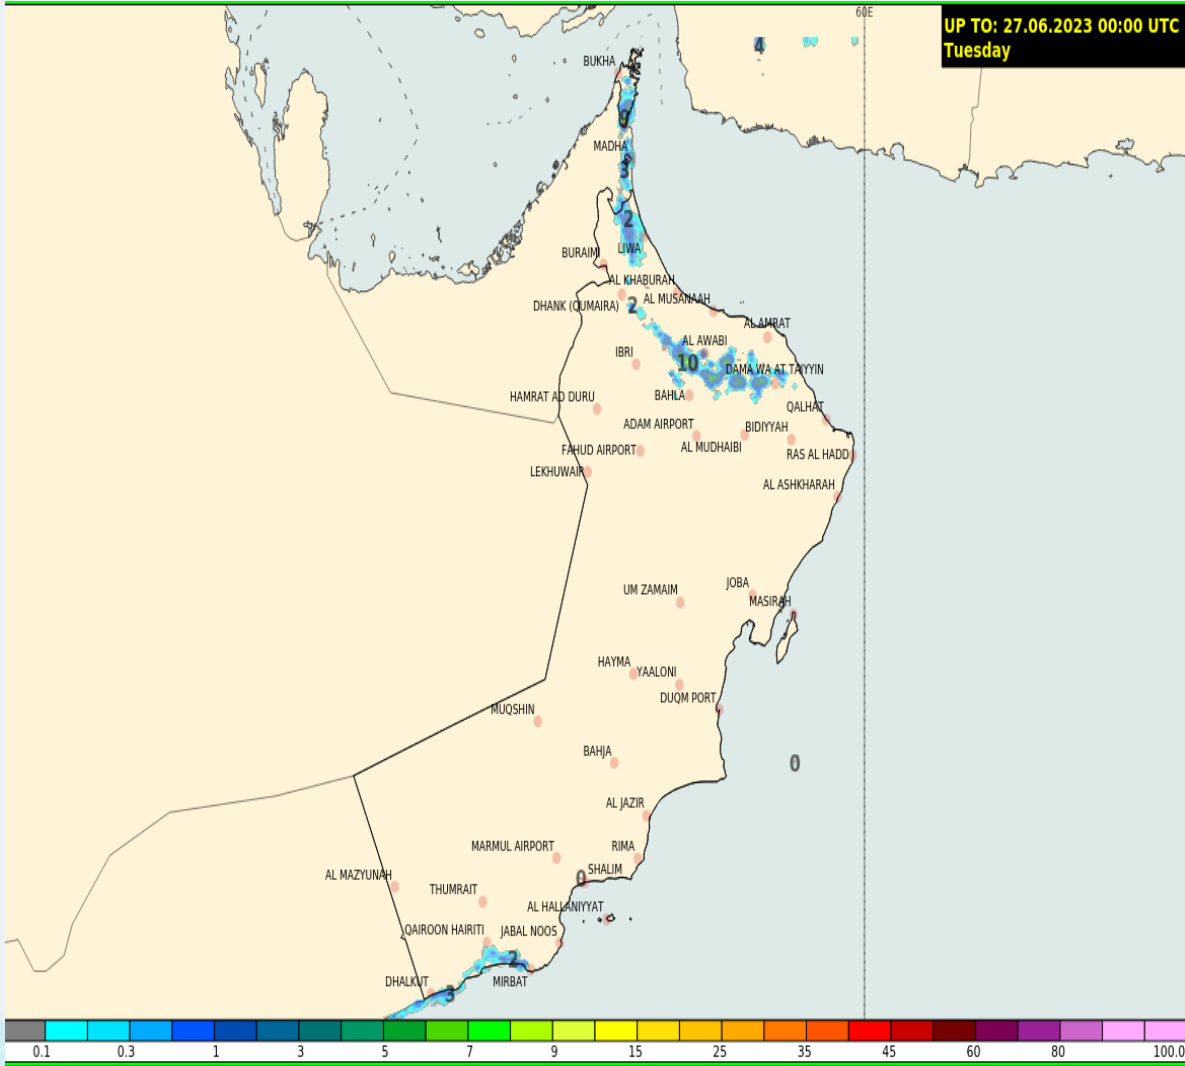 60E
UP TO: 27.06.2023 00:00 UTC
Tuesday
4
BUKHA
9
MADHA
3
2
LIWA
BURAIMI
AL KHABURAH
DHANK (QUMAIRA)
2
AL MUSANAAH
AL AMRAT
AL AWABI
IBRI
10
DAMA WA AT TAIYYIN
HAMRAT AD DURU
BAHLA
QALHAT
ADAM AIRPORT
BIDIYYAH
AL MUDHAIBI
FAHUD AIRPORT
RAS AL HADD
LEKHUWAIR
AL ASHKHARAH
UM ZAMAIM
JOBA
MASIRAH
HAYMA
YAALONI
DUQM PORT
MUQSHIN
BAHJA
0
AL JAZIR
MARMUL AIRPORT
RIMA
AL MAZYUNAH
0
SHALIM
THUMRAIT
AL HALLANIYYAT
QAIROON HAIRITI
JABAL NOOS
2
DHALKUT
3
MIRBAT
0.1 0.3 1 3 5 7 9 15 25 35 45 60 80 100.0